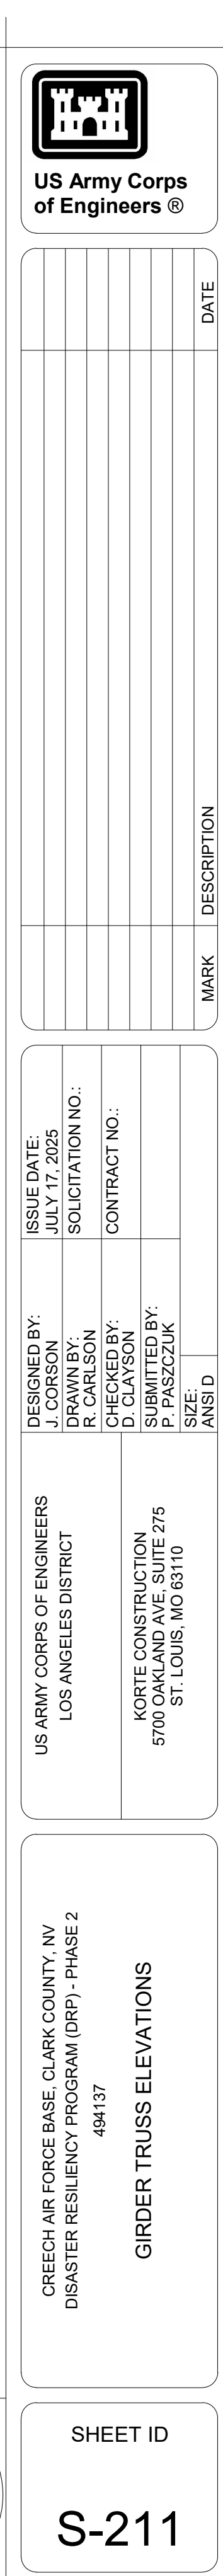 US Army Corps
of Engineers ®
DATE
DESCRIPTION
MARK
ISSUE DATE:
JULY 17, 2025
SOLICITATION NO.:
CONTRACT NO.:
DESIGNED BY:
J. CORSON
DRAWN BY:
R. CARLSON
CHECKED BY:
D. CLAYSON
SUBMITTED BY:
P. PASZCZUK
SIZE:
ANSI D
US ARMY CORPS OF ENGINEERS
LOS ANGELES DISTRICT
KORTE CONSTRUCTION
5700 OAKLAND AVE, SUITE 275
ST. LOUIS, MO 63110
CREECH AIR FORCE BASE, CLARK COUNTY, NV
DISASTER RESILIENCY PROGRAM (DRP) - PHASE 2
494137
GIRDER TRUSS ELEVATIONS
SHEET ID
S-211